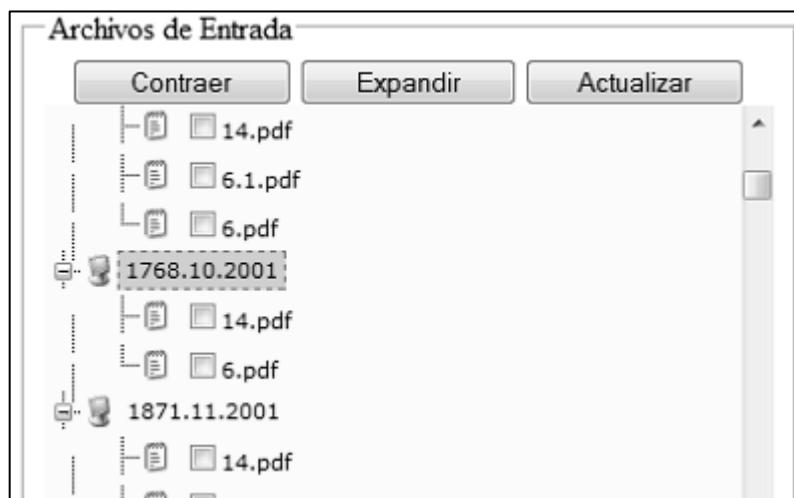 Archivos de Entrada
Contraer Expandir Actualizar
14.pdf
6.1.pdf
6.pdf
1768.10.2001
14.pdf
6.pdf
1871.11.2001
14.pdf